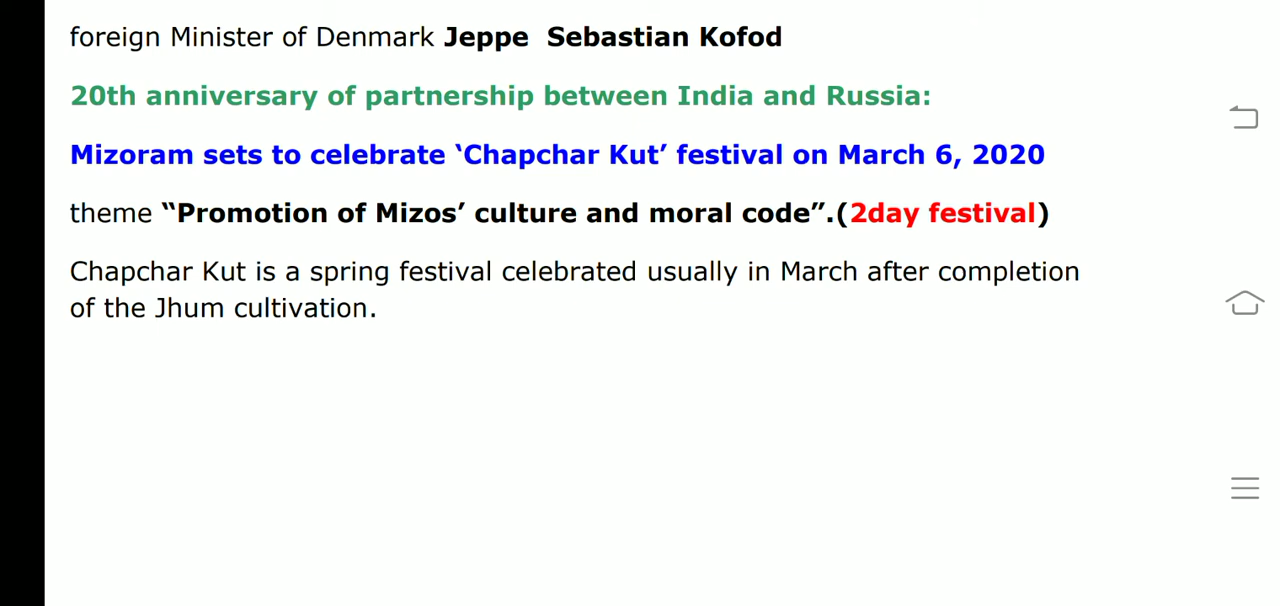 foreign Minister of Denmark Jeppe  Sebastian Kofod
20th anniversary of partnership between India and Russia:
Mizoram sets to celebrate ‘Chapchar Kut’ festival on March 6, 2020
theme “Promotion of Mizos’ culture and moral code”.(2day festival)
Chapchar Kut is a spring festival celebrated usually in March after completion
of the Jhum cultivation.